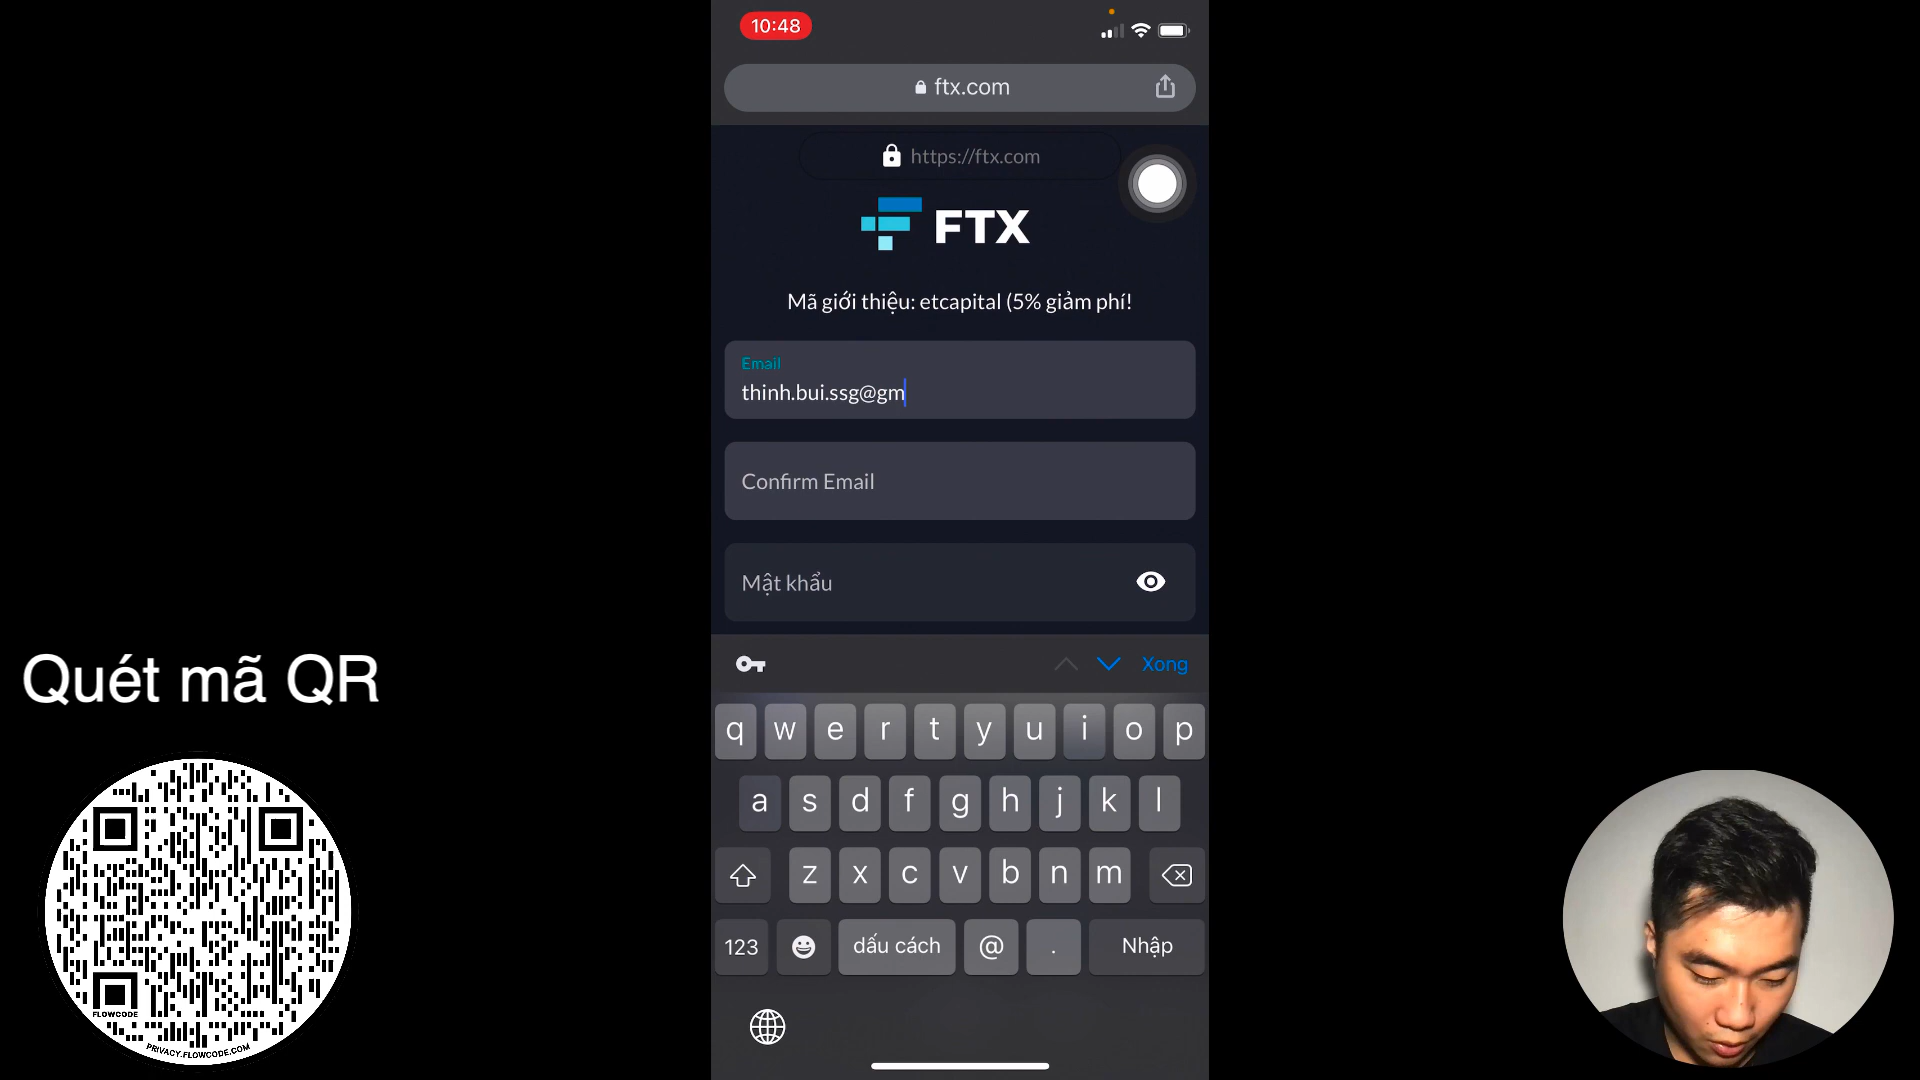 10:48
ftx.com
https://ftx.com
FTX
Mã giới thiệu: etcapital (5% giảm phí!
Email
thinh.bui.ssg@gm
Confirm Email
Mật khẩu
Xong
q w e r t y u i o p
a s d f g h j k l
z x c v b n m
123 dấu cách @ . Nhập
Quét mã QR
FLOWCODE
PRIVACY.FLOWCODE.COM